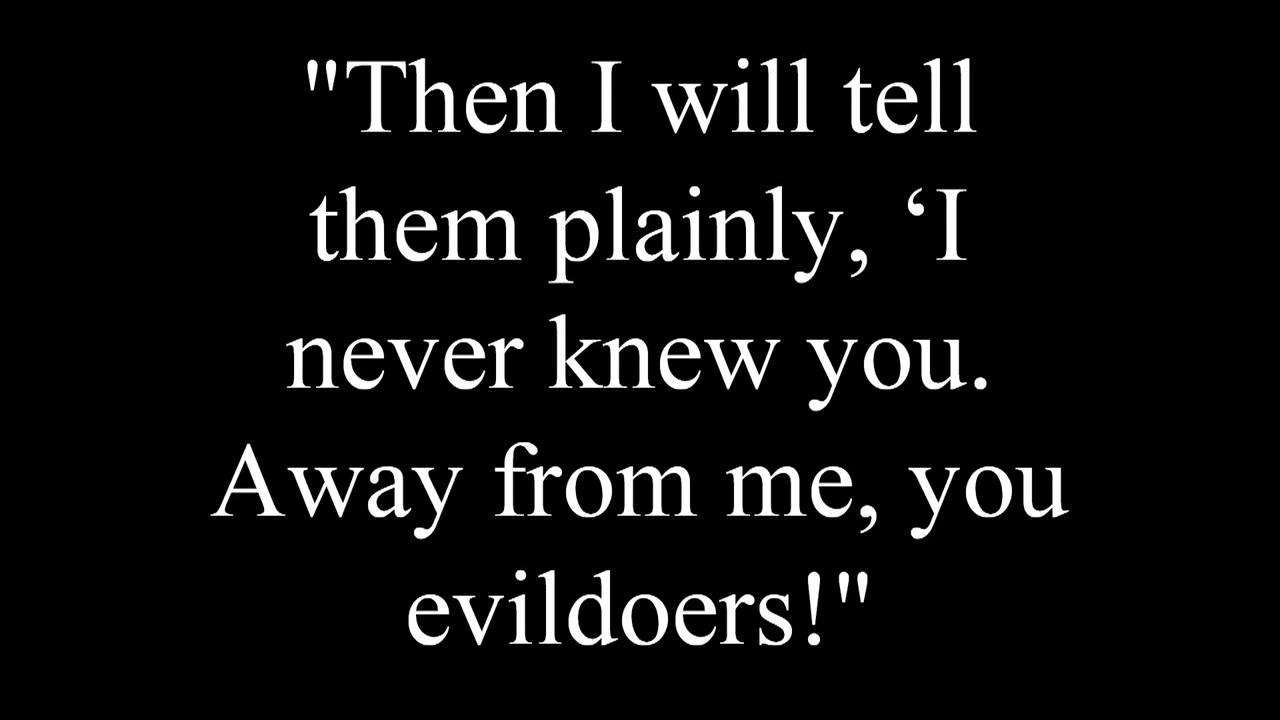 "Then I will tell
them plainly, ‘I
never knew you.
Away from me, you
evildoers!"